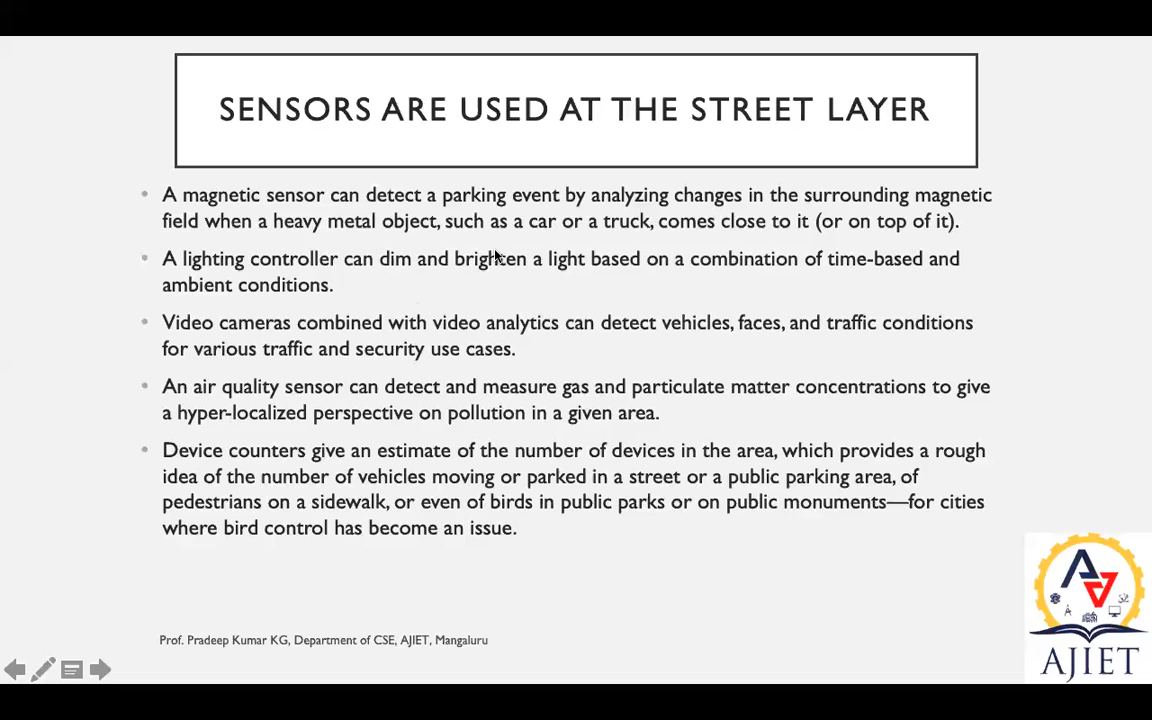 SENSORS ARE USED AT THE STREET LAYER
• A magnetic sensor can detect a parking event by analyzing changes in the surrounding magnetic
field when a heavy metal object, such as a car or a truck, comes close to it (or on top of it).
• A lighting controller can dim and brighten a light based on a combination of time-based and
ambient conditions.
• Video cameras combined with video analytics can detect vehicles, faces, and traffic conditions
for various traffic and security use cases.
• An air quality sensor can detect and measure gas and particulate matter concentrations to give
a hyper-localized perspective on pollution in a given area.
• Device counters give an estimate of the number of devices in the area, which provides a rough
idea of the number of vehicles moving or parked in a street or a public parking area, of
pedestrians on a sidewalk, or even of birds in public parks or on public monuments—for cities
where bird control has become an issue.
Prof. Pradeep Kumar KG, Department of CSE, AJIET, Mangaluru
AJIET